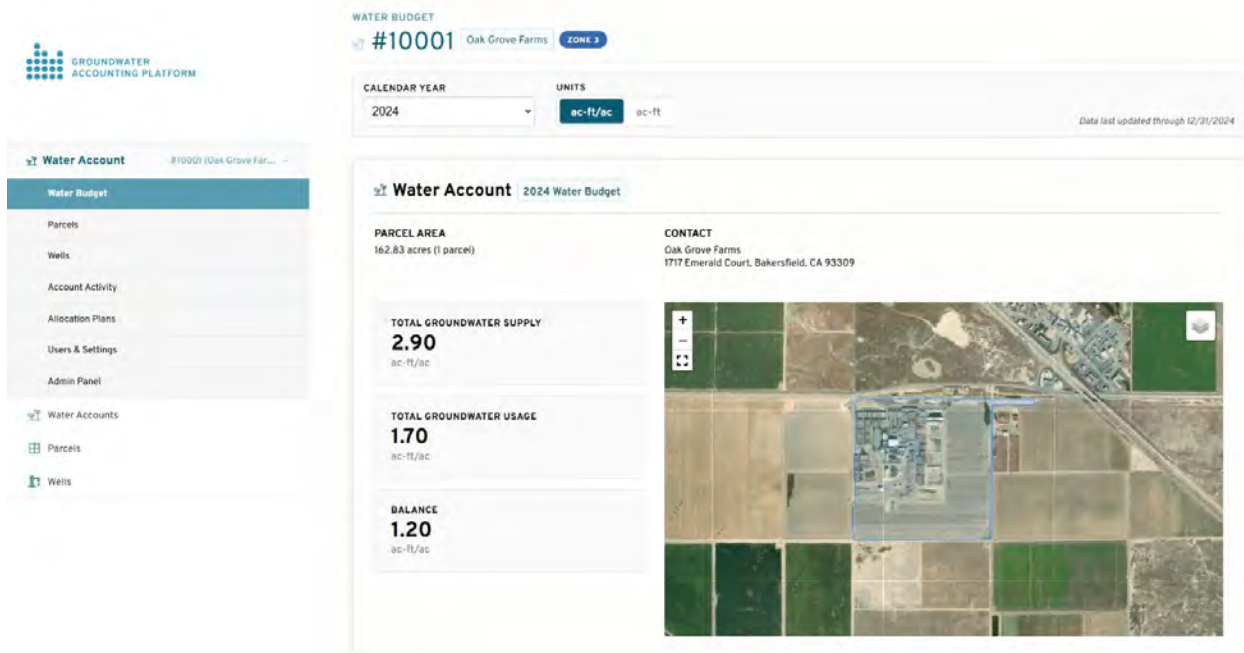 GROUNDWATER
ACCOUNTING PLATFORM
Water Account #10001 (Oak Grove Far...
Water Budget
Parcels
Wells
Account Activity
Allocation Plans
Users & Settings
Admin Panel
Water Accounts
Parcels
Wells
WATER BUDGET
#10001 Oak Grove Farms ZONE 3
CALENDAR YEAR UNITS
2024 ac-ft/ac ac-ft
Data last updated through 12/31/2024
Water Account 2024 Water Budget
PARCEL AREA
162.83 acres (1 parcel)
CONTACT
Oak Grove Farms
1717 Emerald Court, Bakersfield, CA 93309
TOTAL GROUNDWATER SUPPLY
2.90
ac-ft/ac
TOTAL GROUNDWATER USAGE
1.70
ac-ft/ac
BALANCE
1.20
ac-ft/ac
+
−